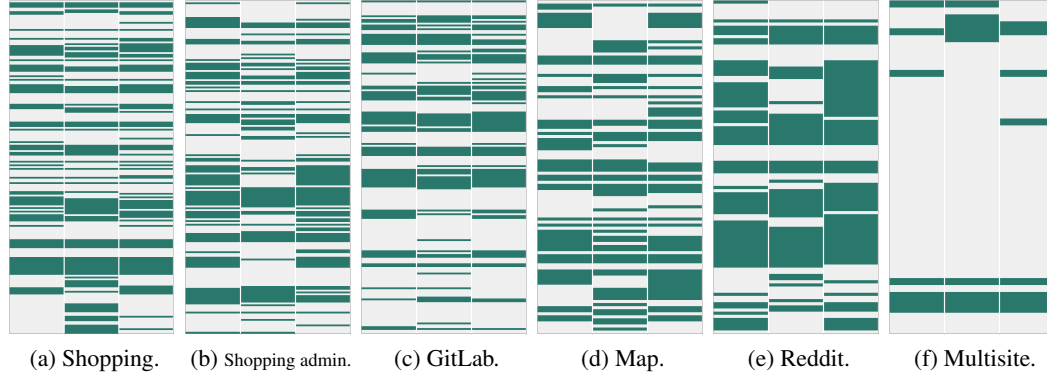 (a) Shopping. (b) Shopping admin. (c) GitLab. (d) Map. (e) Reddit. (f) Multisite.